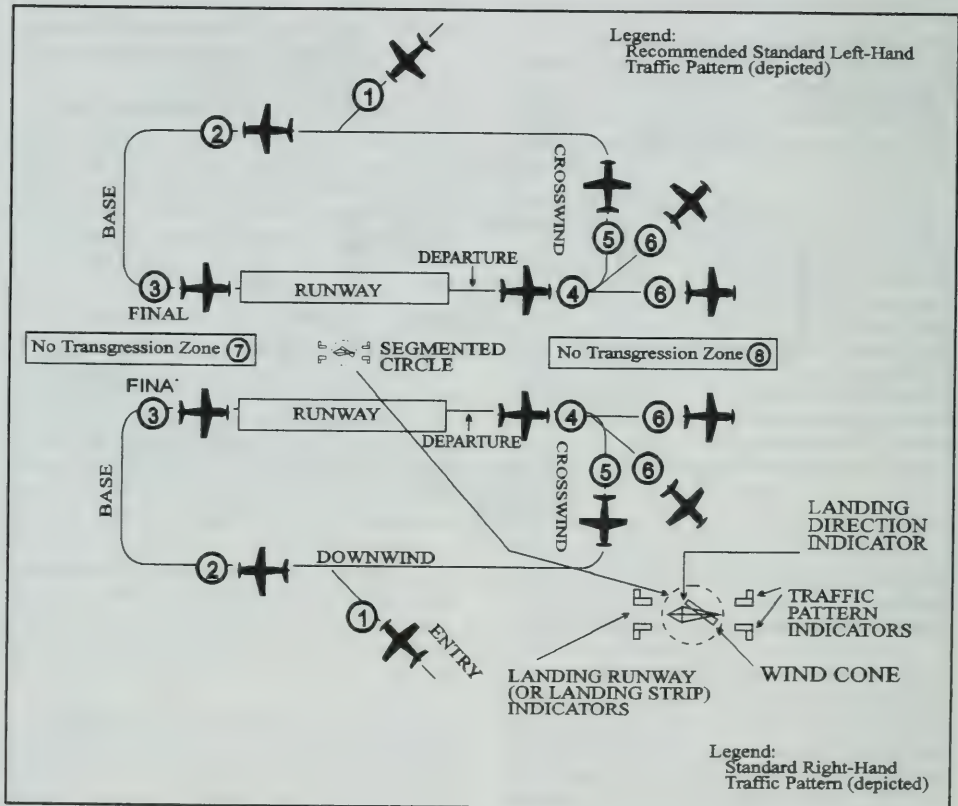 Legend:
Recommended Standard Left-Hand
Traffic Pattern (depicted)
1
2
CROSSWIND
BASE
5
6
DEPARTURE
3
RUNWAY
4
6
FINAL
No Transgression Zone 7
SEGMENTED
CIRCLE
No Transgression Zone 8
FINA
3
RUNWAY
4
6
DEPARTURE
CROSSWIND
5
6
BASE
LANDING
DIRECTION
INDICATOR
2
DOWNWIND
1
ENTRY
TRAFFIC
PATTERN
INDICATORS
LANDING RUNWAY
(OR LANDING STRIP)
INDICATORS
WIND CONE
Legend:
Standard Right-Hand
Traffic Pattern (depicted)